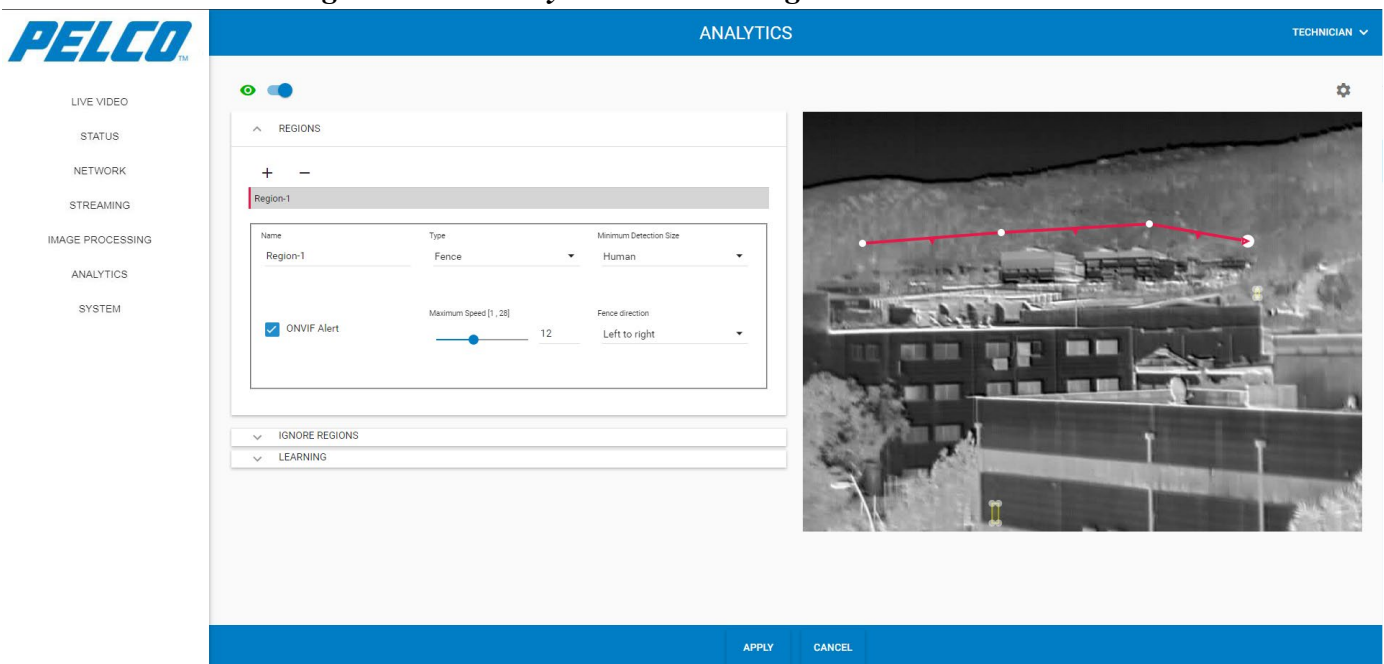 PELCO
TM
ANALYTICS
TECHNICIAN
LIVE VIDEO
STATUS
NETWORK
STREAMING
IMAGE PROCESSING
ANALYTICS
SYSTEM
REGIONS
+ −
Region-1
Name Type Minimum Detection Size
Region-1 Fence Human
Maximum Speed [1 , 28] Fence direction
ONVIF Alert 12 Left to right
IGNORE REGIONS
LEARNING
APPLY CANCEL